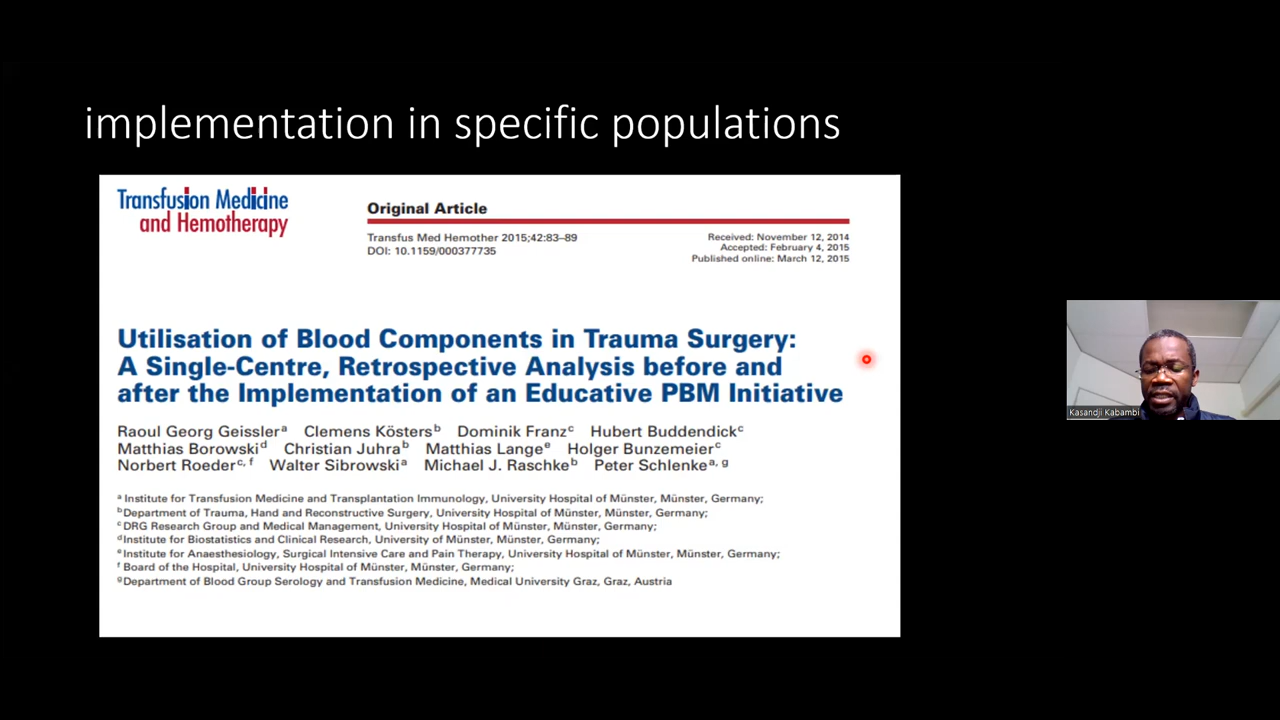 implementation in specific populations
Transfusion Medicine
and Hemotherapy
Original Article
Transfus Med Hemother 2015;42:83–89
DOI: 10.1159/000377735
Received: November 12, 2014
Accepted: February 4, 2015
Published online: March 12, 2015
Utilisation of Blood Components in Trauma Surgery:
A Single-Centre, Retrospective Analysis before and
after the Implementation of an Educative PBM Initiative
Raoul Georg Geissler a Clemens Kösters b Dominik Franz c Hubert Buddendick c
Matthias Borowski d Christian Juhra b Matthias Lange e Holger Bunzemeier c
Norbert Roeder c, f Walter Sibrowski a Michael J. Raschke b Peter Schlenke a, g
a Institute for Transfusion Medicine and Transplantation Immunology, University Hospital of Münster, Münster, Germany;
b Department of Trauma, Hand and Reconstructive Surgery, University Hospital of Münster, Münster, Germany;
c DRG Research Group and Medical Management, University Hospital of Münster, Münster, Germany;
d Institute for Biostatistics and Clinical Research, University of Münster, Münster, Germany;
e Institute for Anaesthesiology, Surgical Intensive Care and Pain Therapy, University Hospital of Münster, Münster, Germany;
f Board of the Hospital, University Hospital of Münster, Münster, Germany;
g Department of Blood Group Serology and Transfusion Medicine, Medical University Graz, Graz, Austria
Kasandji Kabambi